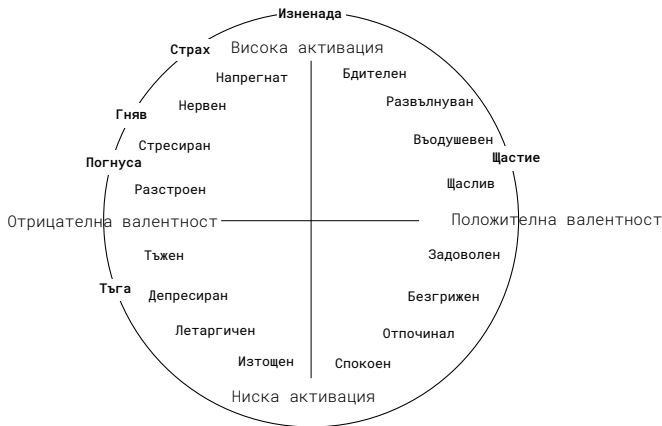 Изненада
Страх
Висока активация
Напрегнат
Бдителен
Развълнуван
Нервен
Гняв
Въодушевен
Стресиран
Щастие
Погнуса
Щаслив
Разстроен
Отрицателна валентност
Положителна валентност
Тъжен
Задоволен
Тъга
Депресиран
Безгрижен
Летаргичен
Отпочинал
Изтощен
Спокоен
Ниска активация